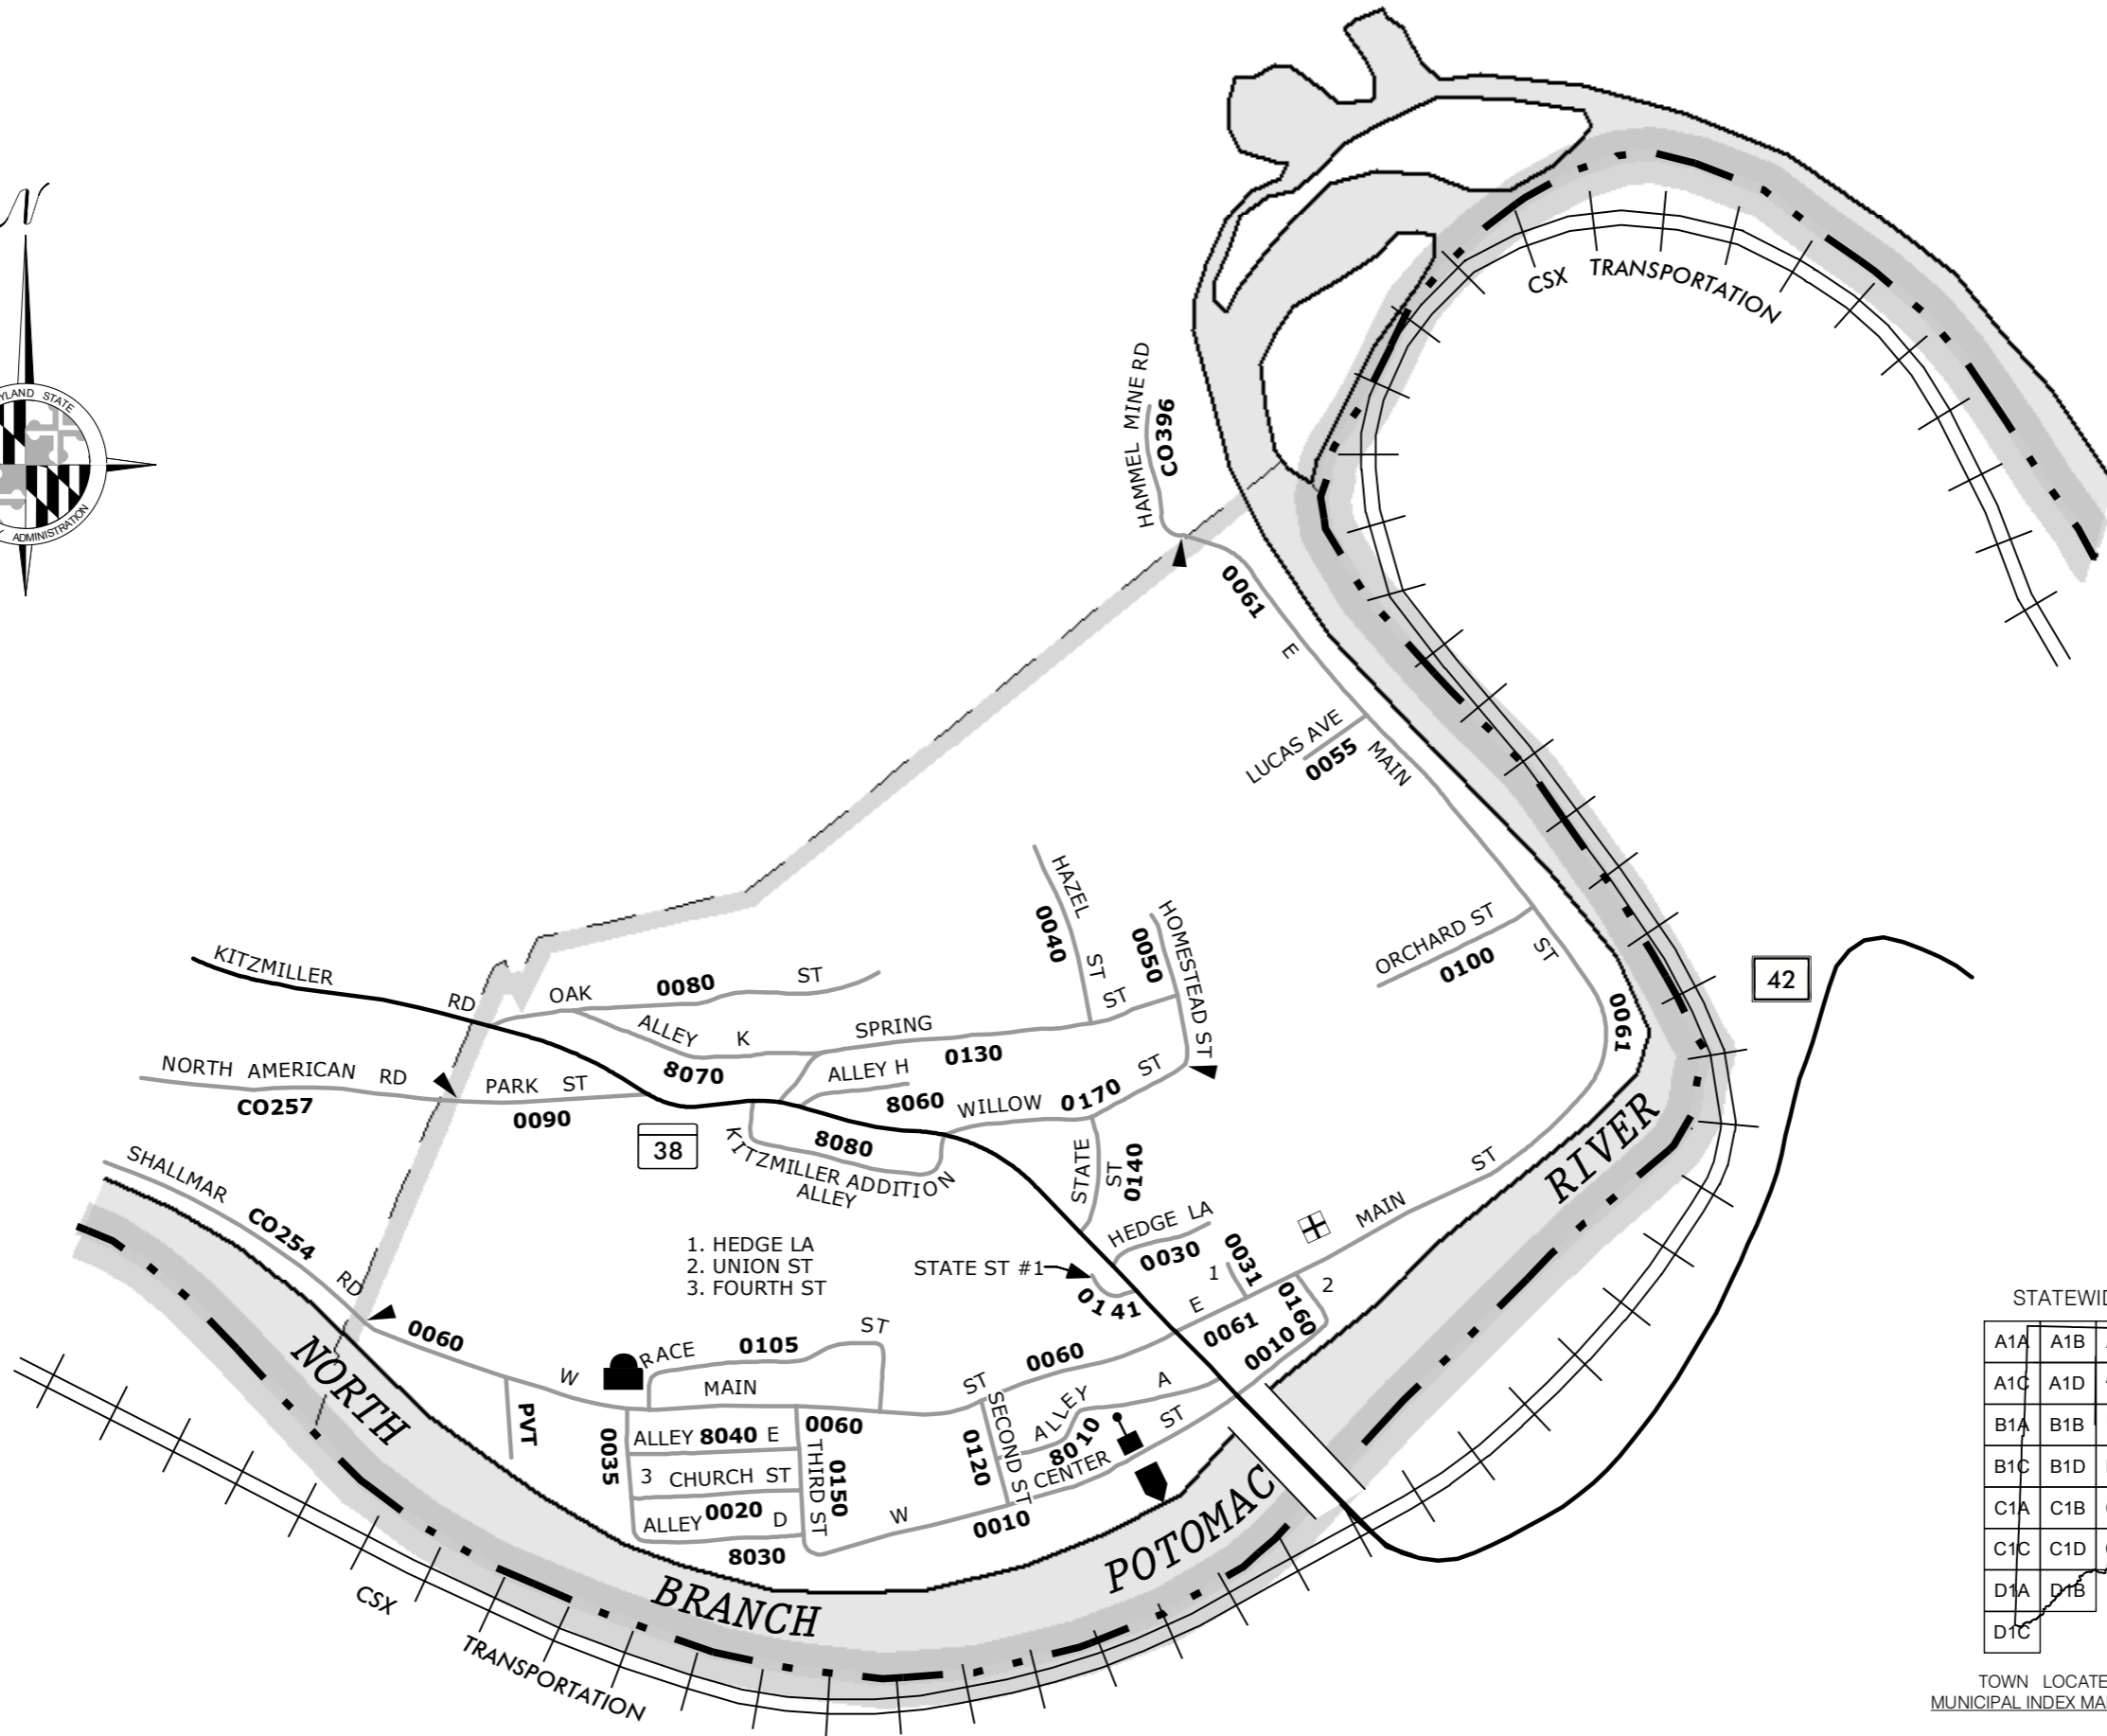 N
YLAND STATE
ADMINISTRATION
CSX TRANSPORTATION
HAMMEL MINE RD
CO396
0061
E
LUCAS AVE
0055
MAIN
HAZEL
ST
0040
HOMESTEAD ST
0050
ORCHARD ST
0100
ST
0061
42
KITZMILLER
RD
OAK
0080
ST
ALLEY K
8070
SPRING
ST
0130
NORTH AMERICAN RD
CO257
PARK ST
0090
ALLEY H
8060
WILLOW
0170
ST
38
8080
KITZMILLER ADDITION
ALLEY
STATE
ST
0140
SHALLMAR
CO254
RD
HEDGE LA
0030
0031
1
MAIN
ST
RIVER
1. HEDGE LA
2. UNION ST
3. FOURTH ST
STATE ST #1
0141
E
0061
0160
2
0010
0060
W
RACE
0105
ST
MAIN
0060
ST
0060
NORTH
PVT
0035
ALLEY 8040 E
3 CHURCH ST
0020
ALLEY D
8030
THIRD ST
0150
SECOND ST
0120
ALLEY
A
8010
CENTER
ST
W
0010
POTOMAC
BRANCH
CSX
TRANSPORTATION
STATEWID
A1A A1B
A1C A1D
B1A B1B
B1C B1D
C1A C1B
C1C C1D
D1A D1B
D1C
TOWN LOCATE
MUNICIPAL INDEX MA